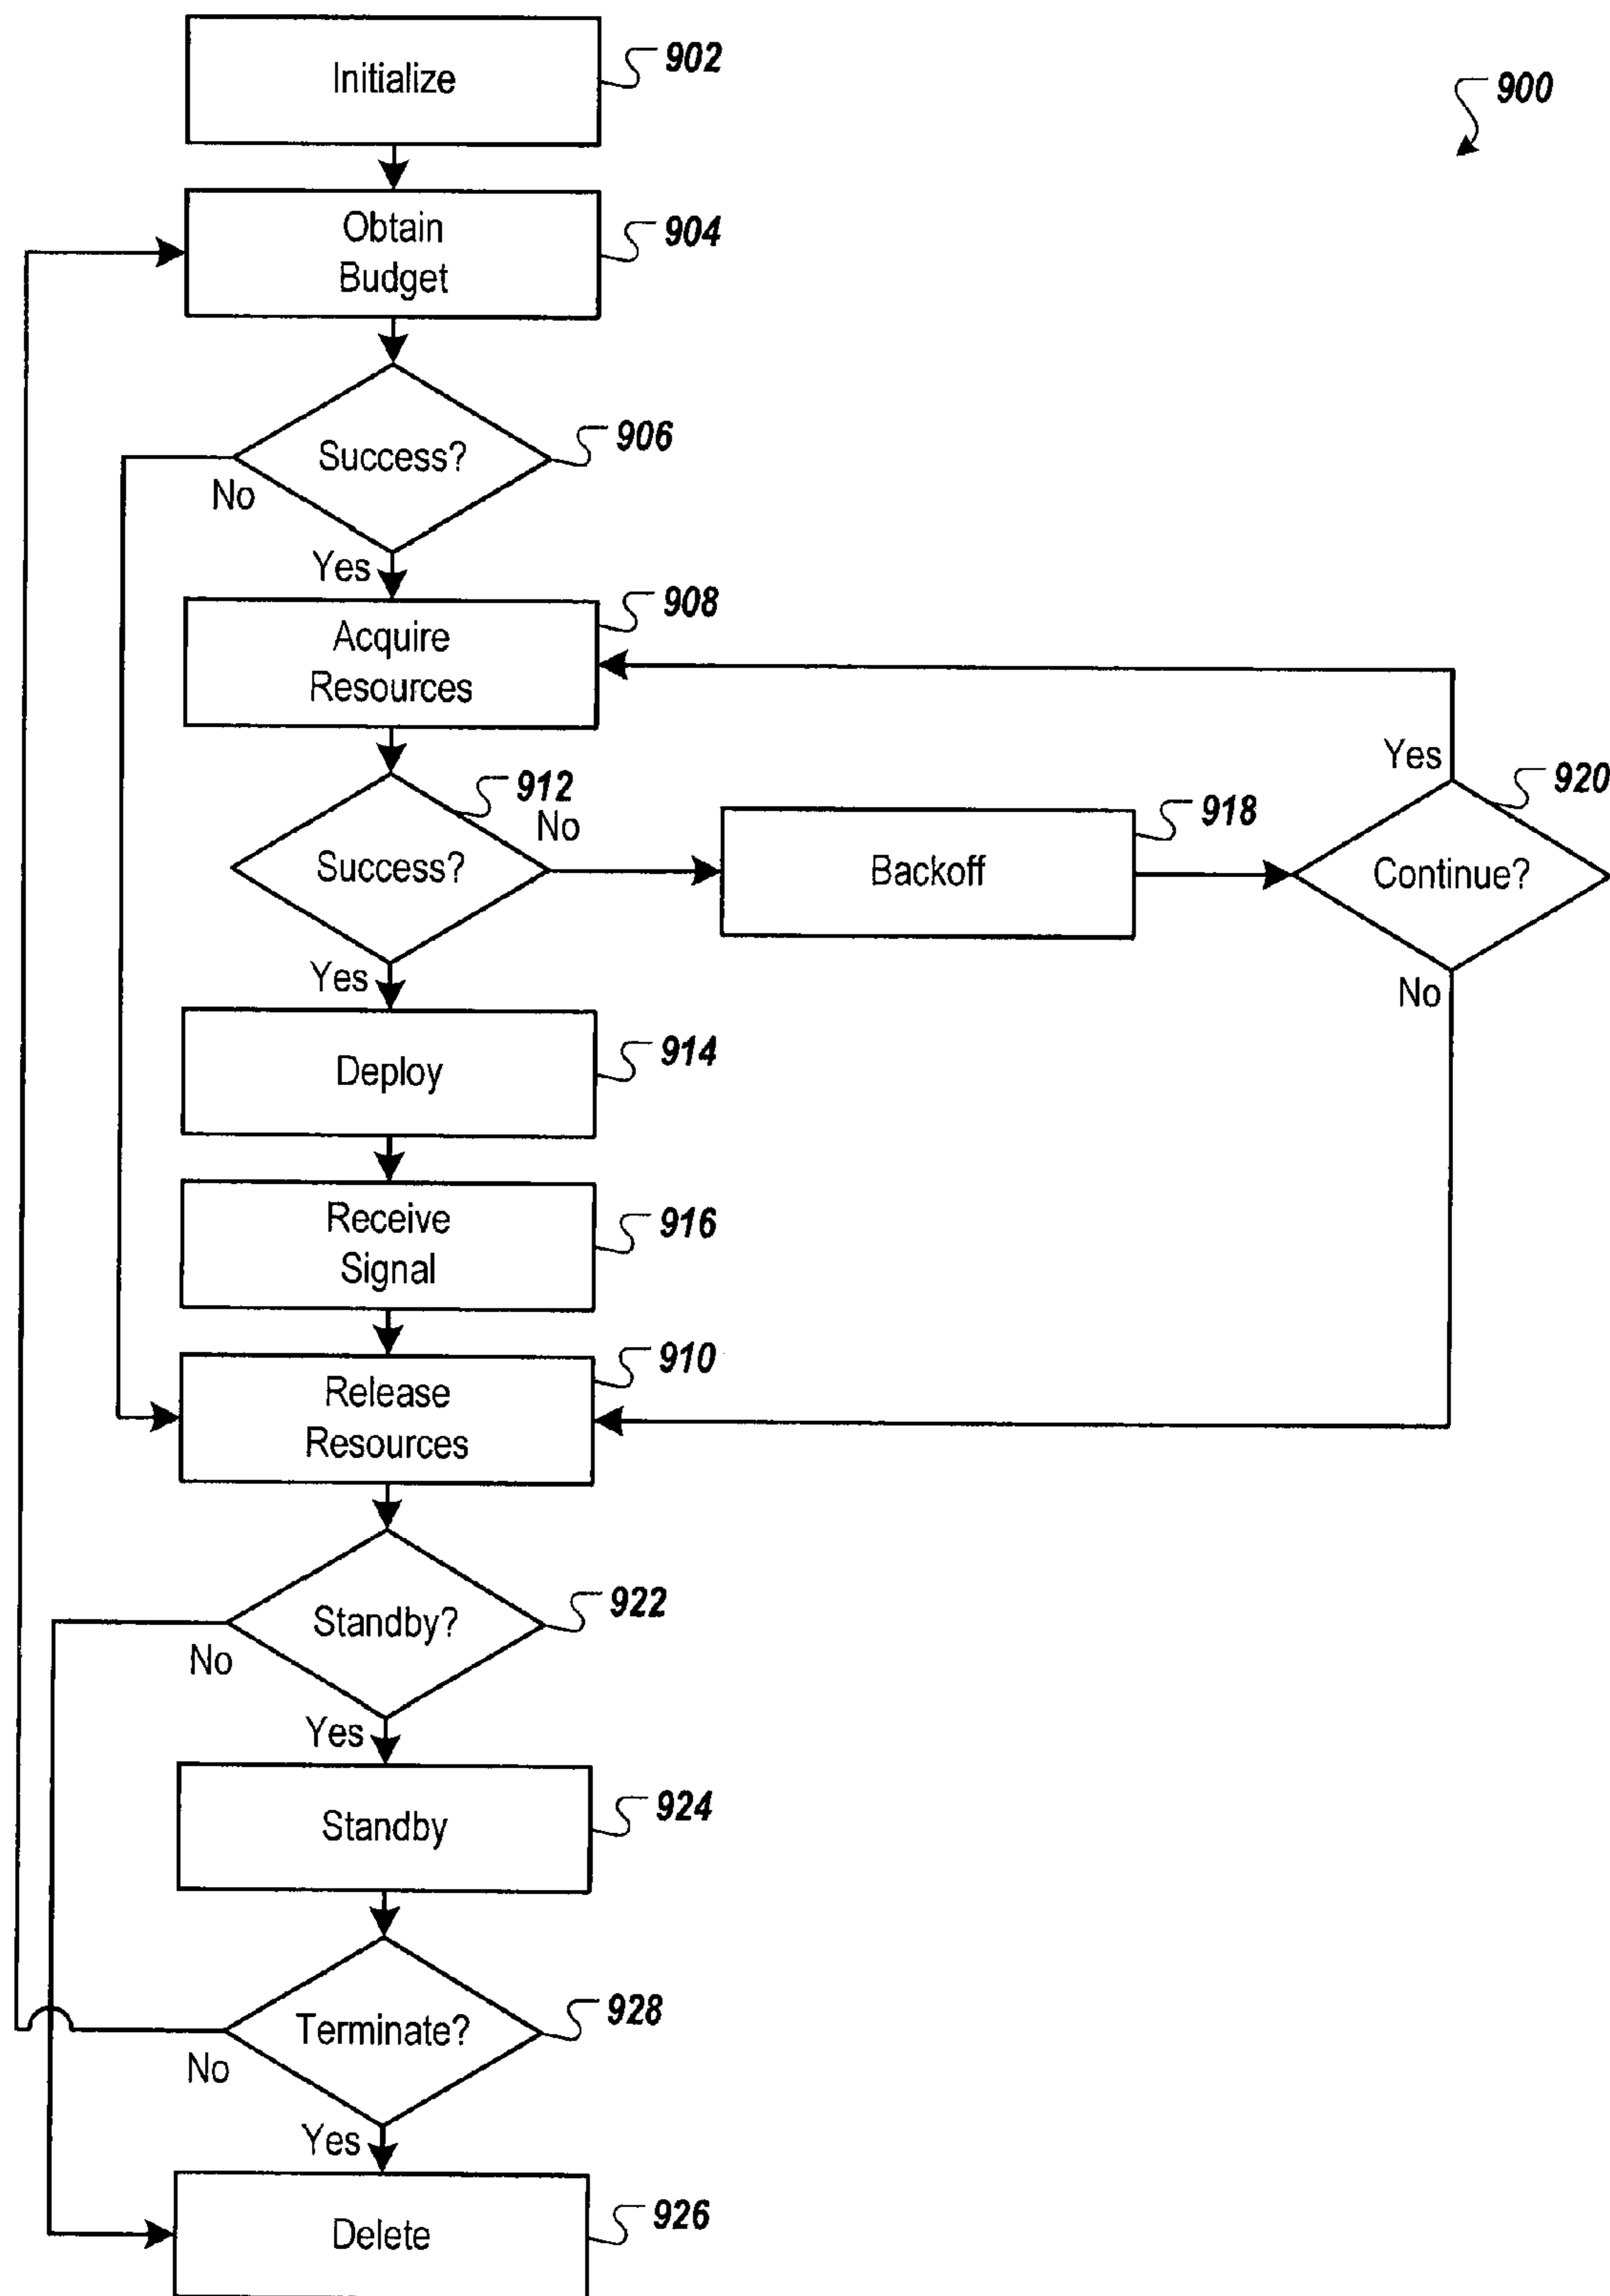 Initialize
902
900
Obtain
Budget
904
Success?
906
No
Yes
Acquire
Resources
908
Success?
912
No
Backoff
918
Yes
Continue?
920
No
Yes
Deploy
914
Receive
Signal
916
Release
Resources
910
Standby?
922
No
Yes
Standby
924
Terminate?
928
No
Yes
Delete
926